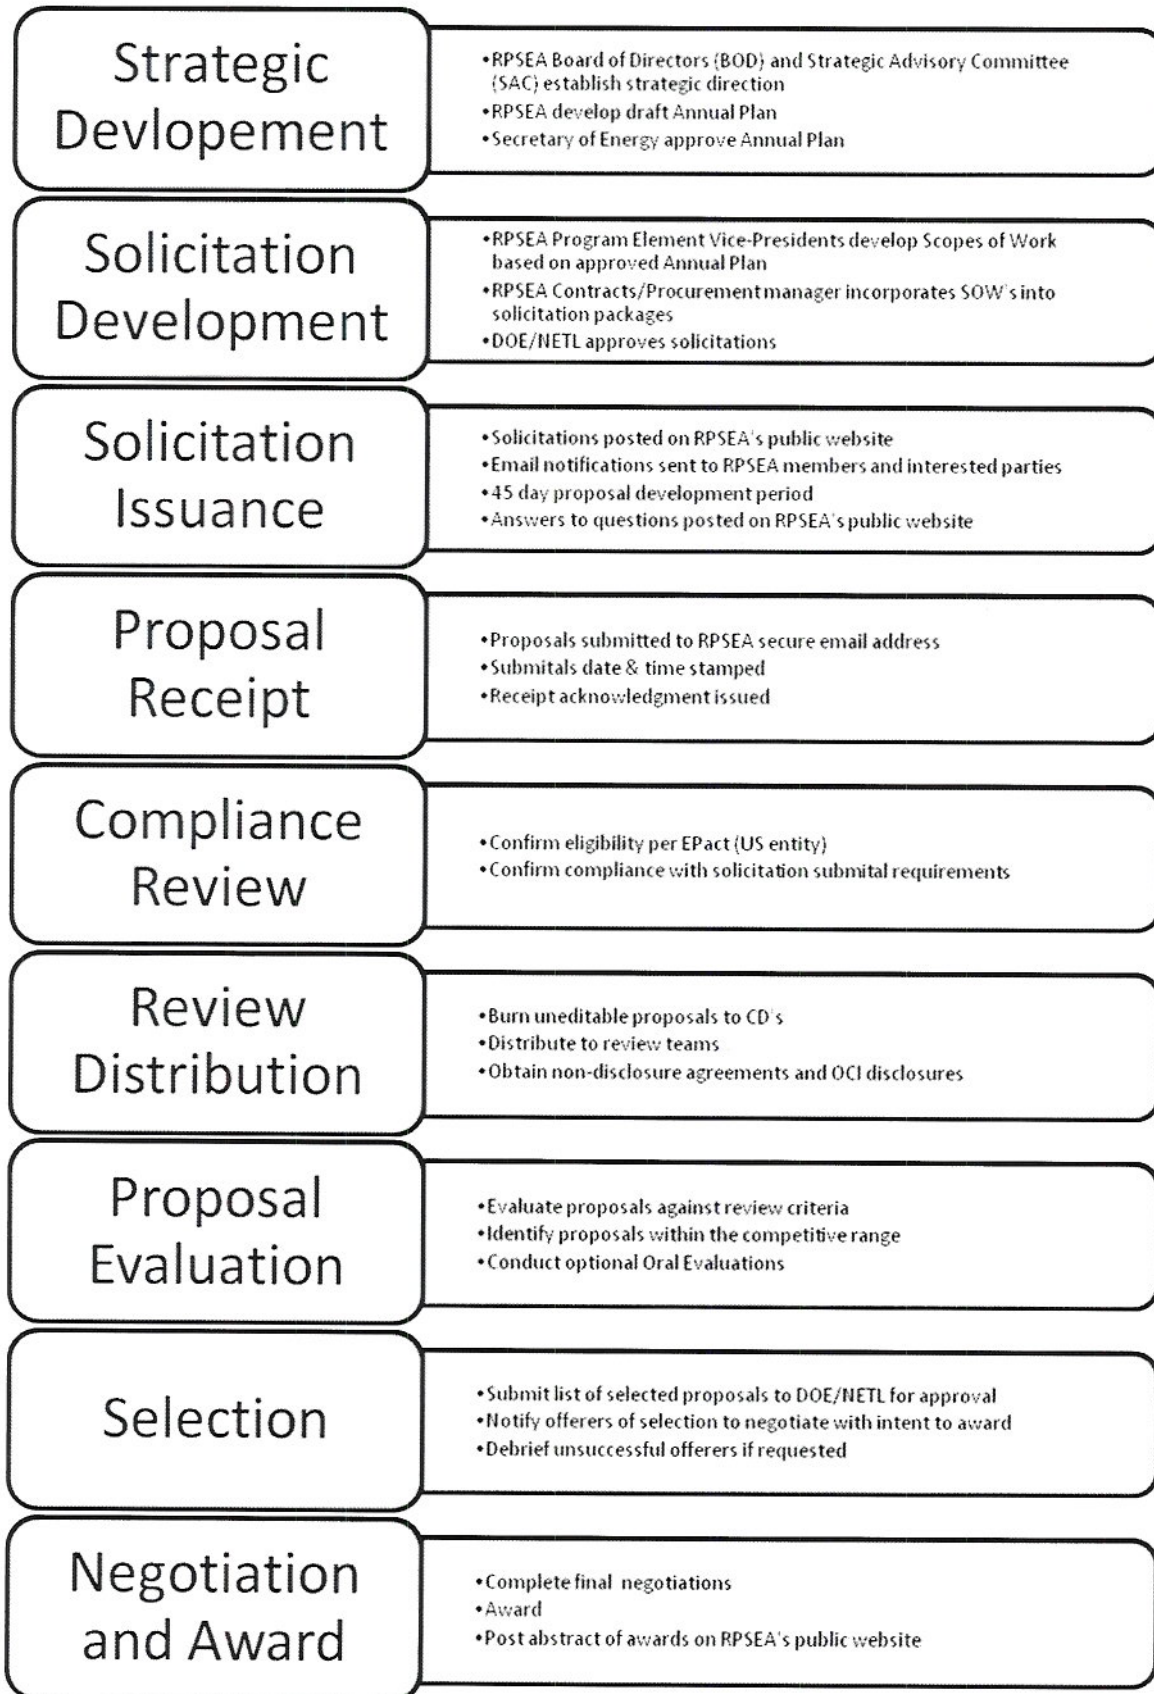 Strategic
Devlopement
•RPSEA Board of Directors (BOD) and Strategic Advisory Committee
(SAC) establish strategic direction
•RPSEA develop draft Annual Plan
•Secretary of Energy approve Annual Plan
Solicitation
Development
•RPSEA Program Element Vice-Presidents develop Scopes of Work
based on approved Annual Plan
•RPSEA Contracts/Procurement manager incorporates SOW's into
solicitation packages
•DOE/NETL approves solicitations
Solicitation
Issuance
•Solicitations posted on RPSEA's public website
•Email notifications sent to RPSEA members and interested parties
•45 day proposal development period
•Answers to questions posted on RPSEA's public website
Proposal
Receipt
•Proposals submitted to RPSEA secure email address
•Submitals date & time stamped
•Receipt acknowledgment issued
Compliance
Review
•Confirm eligibility per EPact (US entity)
•Confirm compliance with solicitation submital requirements
Review
Distribution
•Burn uneditable proposals to CD's
•Distribute to review teams
•Obtain non-disclosure agreements and OCI disclosures
Proposal
Evaluation
•Evaluate proposals against review criteria
•Identify proposals within the competitive range
•Conduct optional Oral Evaluations
Selection
•Submit list of selected proposals to DOE/NETL for approval
•Notify offerers of selection to negotiate with intent to award
•Debrief unsuccessful offerers if requested
Negotiation
and Award
•Complete final negotiations
•Award
•Post abstract of awards on RPSEA's public website